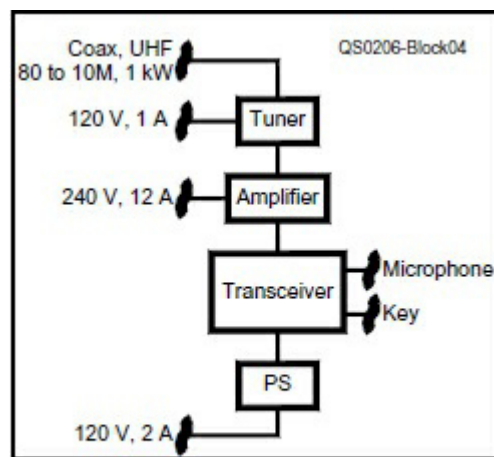 Coax, UHF
80 to 10M, 1 kW
QS0206-Block04
120 V, 1 A
Tuner
240 V, 12 A
Amplifier
Transceiver
Microphone
Key
PS
120 V, 2 A